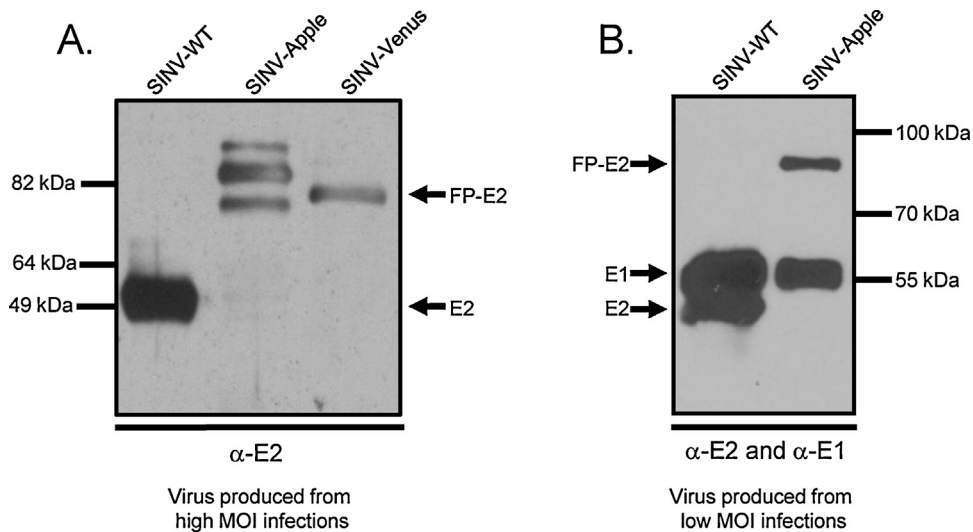 A.
SINV-WT
SINV-Apple
SINV-Venus
82 kDa
64 kDa
49 kDa
FP-E2
E2
α-E2
Virus produced from
high MOI infections
B.
SINV-WT
SINV-Apple
FP-E2
E1
E2
100 kDa
70 kDa
55 kDa
α-E2 and α-E1
Virus produced from
low MOI infections